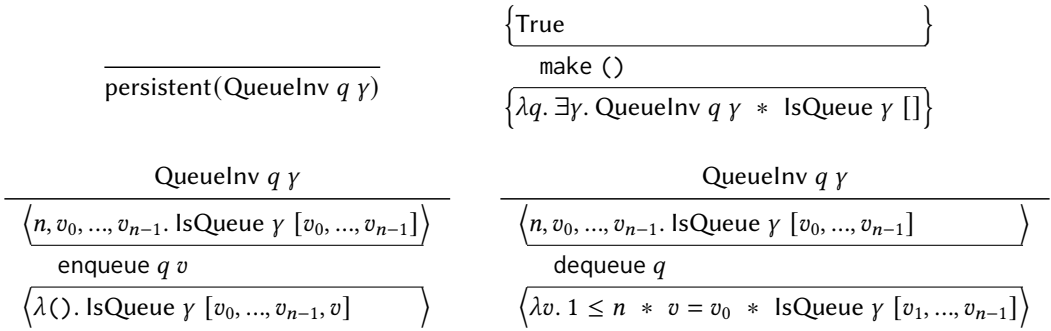 persistent(QueueInv q γ)
{True}
make ()
{λq. ∃γ. QueueInv q γ ∗ IsQueue γ []}
QueueInv q γ
⟨n, v₀, ..., vₙ₋₁. IsQueue γ [v₀, ..., vₙ₋₁]⟩
enqueue q v
⟨λ(). IsQueue γ [v₀, ..., vₙ₋₁, v]⟩
QueueInv q γ
⟨n, v₀, ..., vₙ₋₁. IsQueue γ [v₀, ..., vₙ₋₁]⟩
dequeue q
⟨λv. 1 ≤ n ∗ v = v₀ ∗ IsQueue γ [v₁, ..., vₙ₋₁]⟩